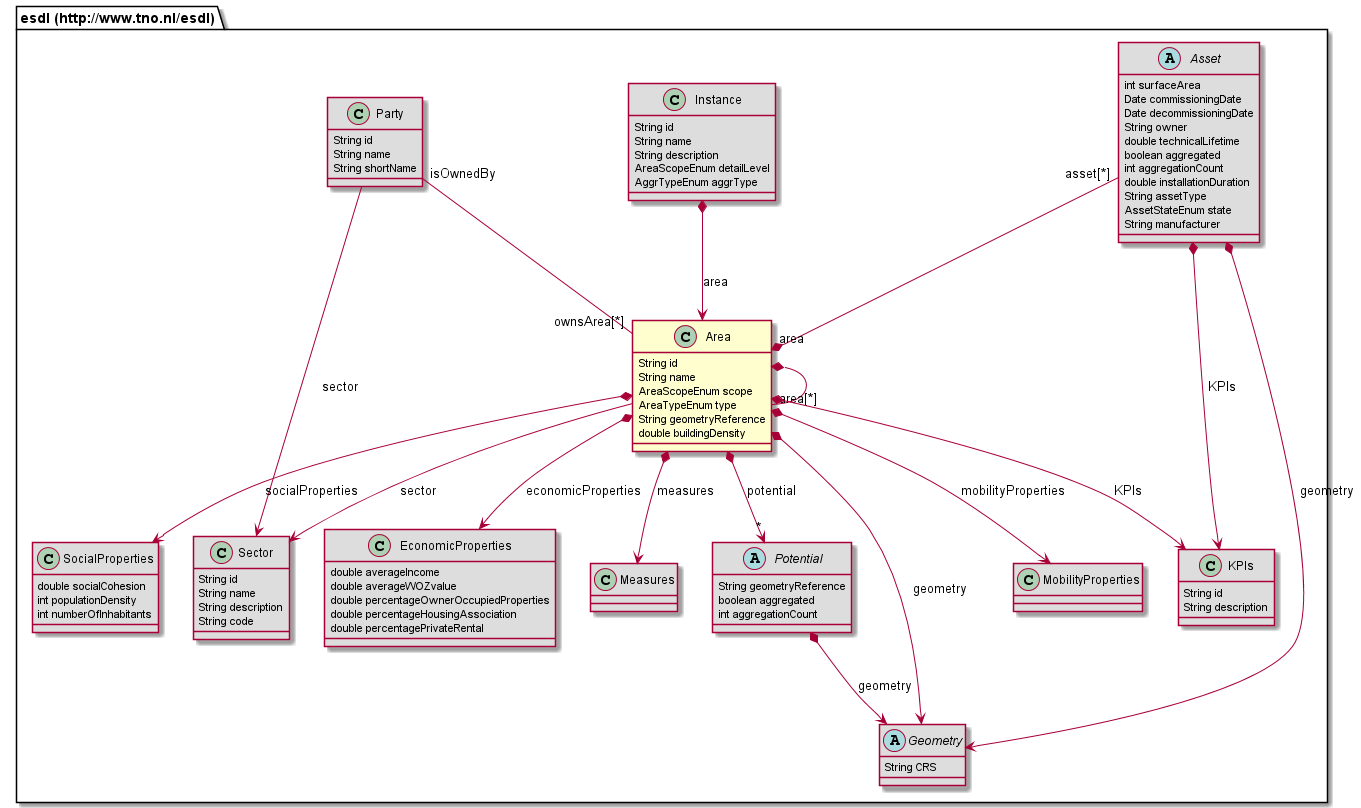 esdl (http://www.tno.nl/esdl)
A Asset
int surfaceArea
Date commissioningDate
Date decommissioningDate
String owner
double technicalLifetime
boolean aggregated
int aggregationCount
double installationDuration
String assetType
AssetStateEnum state
String manufacturer
C Instance
String id
String name
String description
AreaScopeEnum detailLevel
AggrTypeEnum aggrType
C Party
String id
String name
String shortName
isOwnedBy
asset[*]
area
ownsArea[*]
area
sector
KPIs
C Area
String id
String name
AreaScopeEnum scope
AreaTypeEnum type
String geometryReference
double buildingDensity
area[*]
socialProperties
sector
economicProperties
measures
potential
*
mobilityProperties
KPIs
geometry
geometry
C SocialProperties
double socialCohesion
int populationDensity
int numberOfInhabitants
C Sector
String id
String name
String description
String code
C EconomicProperties
double averageIncome
double averageWOZvalue
double percentageOwnerOccupiedProperties
double percentageHousingAssociation
double percentagePrivateRental
C Measures
A Potential
String geometryReference
boolean aggregated
int aggregationCount
C MobilityProperties
C KPIs
String id
String description
geometry
A Geometry
String CRS